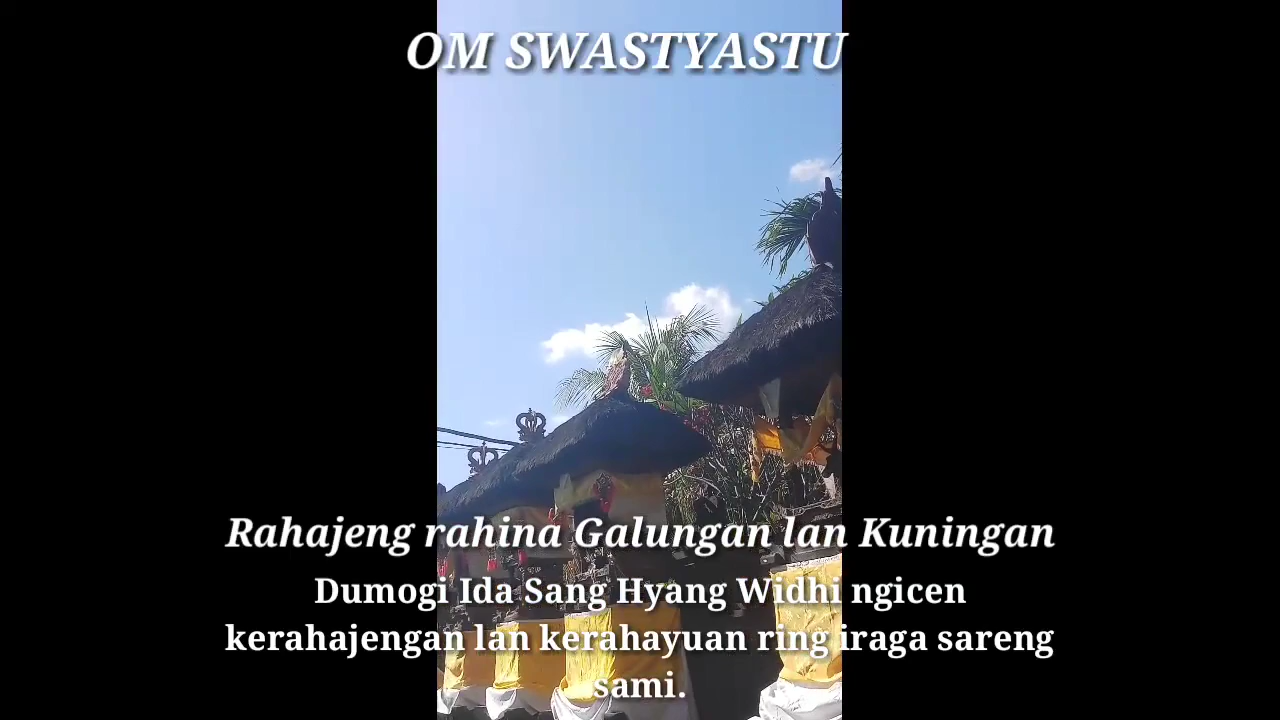 OM SWASTYASTU
Rahajeng rahina Galungan lan Kuningan
Dumogi Ida Sang Hyang Widhi ngicen
kerahajengan lan kerahayuan ring iraga sareng
sami.